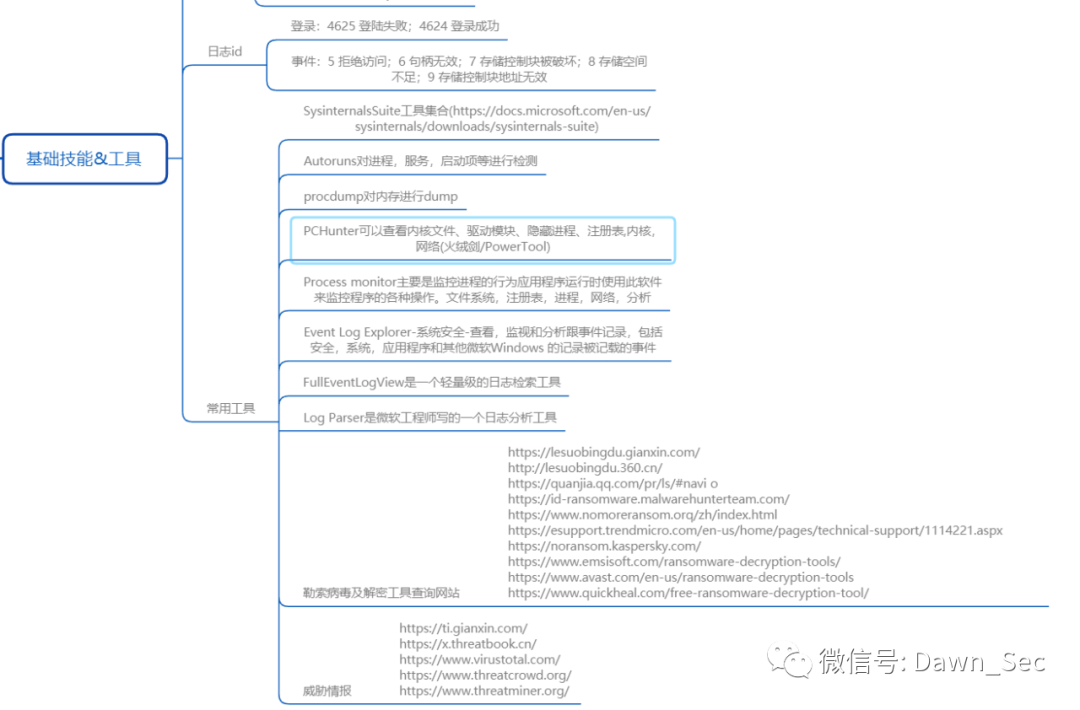 登录：4625 登陆失败；4624 登录成功
日志id
事件：5 拒绝访问；6 句柄无效；7 存储控制块被破坏；8 存储空间
不足；9 存储控制块地址无效
SysinternalsSuite工具集合(https://docs.microsoft.com/en-us/
sysinternals/downloads/sysinternals-suite)
基础技能&工具
Autoruns对进程，服务，启动项等进行检测
procdump对内存进行dump
PCHunter可以查看内核文件、驱动模块、隐藏进程、注册表,内核，
网络(火绒剑/PowerTool)
Process monitor主要是监控进程的行为应用程序运行时使用此软件
来监控程序的各种操作。文件系统，注册表，进程，网络，分析
Event Log Explorer-系统安全-查看，监视和分析跟事件记录，包括
安全，系统，应用程序和其他微软Windows 的记录被记载的事件
FullEventLogView是一个轻量级的日志检索工具
常用工具
Log Parser是微软工程师写的一个日志分析工具
https://lesuobingdu.gianxin.com/
http://lesuobingdu.360.cn/
https://quanjia.qq.com/pr/ls/#navi o
https://id-ransomware.malwarehunterteam.com/
https://www.nomoreransom.orq/zh/index.html
https://esupport.trendmicro.com/en-us/home/pages/technical-support/1114221.aspx
https://noransom.kaspersky.com/
https://www.emsisoft.com/ransomware-decryption-tools/
https://www.avast.com/en-us/ransomware-decryption-tools
https://www.quickheal.com/free-ransomware-decryption-tool/
勒索病毒及解密工具查询网站
https://ti.gianxin.com/
https://x.threatbook.cn/
https://www.virustotal.com/
https://www.threatcrowd.org/
https://www.threatminer.org/
威胁情报
微信号: Dawn_Sec